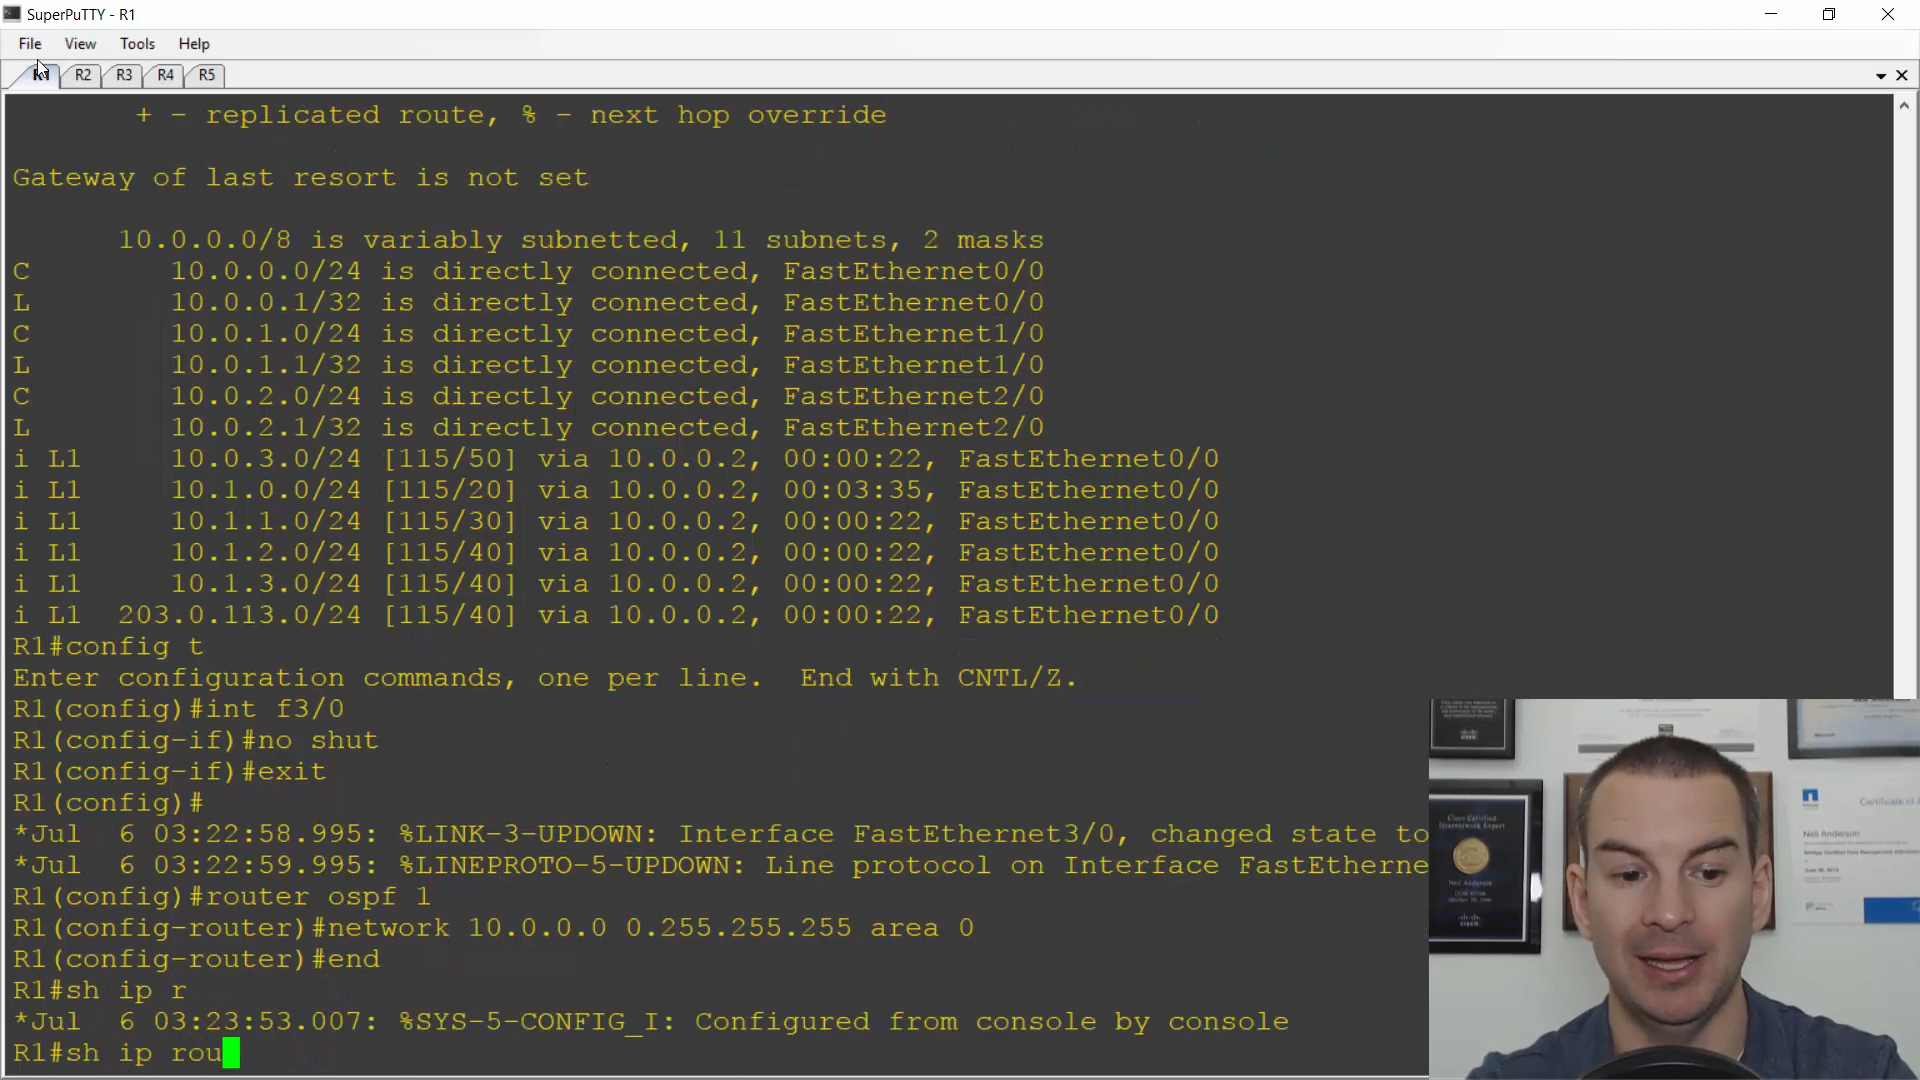 SuperPuTTY - R1
File View Tools Help
R1 R2 R3 R4 R5
+ - replicated route, % - next hop override
Gateway of last resort is not set
10.0.0.0/8 is variably subnetted, 11 subnets, 2 masks
C 10.0.0.0/24 is directly connected, FastEthernet0/0
L 10.0.0.1/32 is directly connected, FastEthernet0/0
C 10.0.1.0/24 is directly connected, FastEthernet1/0
L 10.0.1.1/32 is directly connected, FastEthernet1/0
C 10.0.2.0/24 is directly connected, FastEthernet2/0
L 10.0.2.1/32 is directly connected, FastEthernet2/0
i L1 10.0.3.0/24 [115/50] via 10.0.0.2, 00:00:22, FastEthernet0/0
i L1 10.1.0.0/24 [115/20] via 10.0.0.2, 00:03:35, FastEthernet0/0
i L1 10.1.1.0/24 [115/30] via 10.0.0.2, 00:00:22, FastEthernet0/0
i L1 10.1.2.0/24 [115/40] via 10.0.0.2, 00:00:22, FastEthernet0/0
i L1 10.1.3.0/24 [115/40] via 10.0.0.2, 00:00:22, FastEthernet0/0
i L1 203.0.113.0/24 [115/40] via 10.0.0.2, 00:00:22, FastEthernet0/0
R1#config t
Enter configuration commands, one per line. End with CNTL/Z.
R1(config)#int f3/0
R1(config-if)#no shut
R1(config-if)#exit
R1(config)#
*Jul 6 03:22:58.995: %LINK-3-UPDOWN: Interface FastEthernet3/0, changed state to
*Jul 6 03:22:59.995: %LINEPROTO-5-UPDOWN: Line protocol on Interface FastEtherne
R1(config)#router ospf 1
R1(config-router)#network 10.0.0.0 0.255.255.255 area 0
R1(config-router)#end
R1#sh ip r
*Jul 6 03:23:53.007: %SYS-5-CONFIG_I: Configured from console by console
R1#sh ip rou
Cisco Certified
Internetwork Expert
Neil Anderson
Certificate of A
Neil Anderson